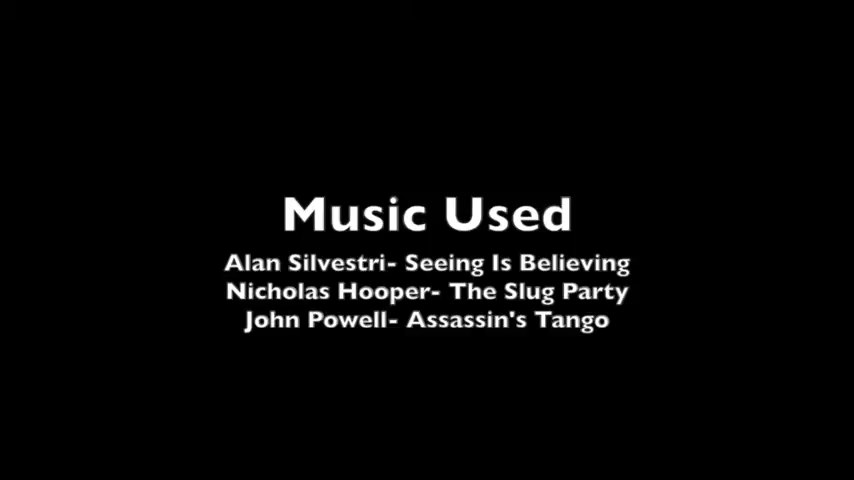 Music Used
Alan Silvestri- Seeing Is Believing
Nicholas Hooper- The Slug Party
John Powell- Assassin's Tango